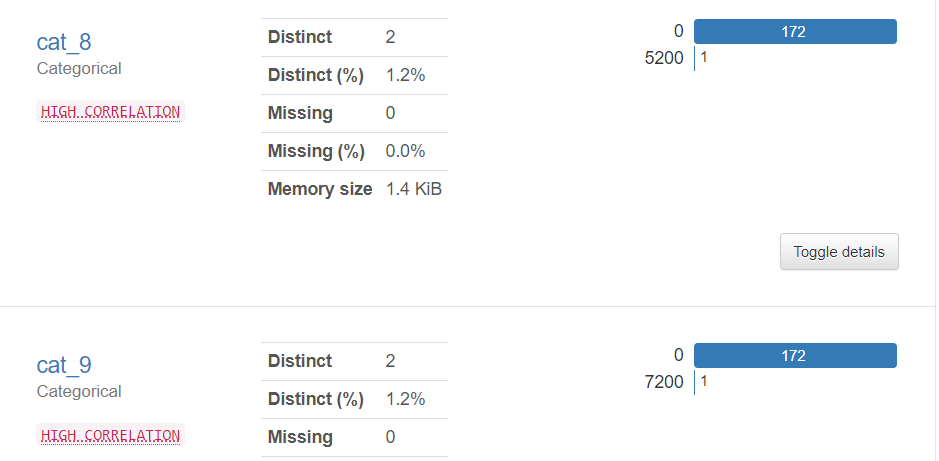 cat_8
Categorical
HIGH CORRELATION
Distinct 2
Distinct (%) 1.2%
Missing 0
Missing (%) 0.0%
Memory size 1.4 KiB
0 172
5200 1
Toggle details
cat_9
Categorical
HIGH CORRELATION
Distinct 2
Distinct (%) 1.2%
Missing 0
0 172
7200 1